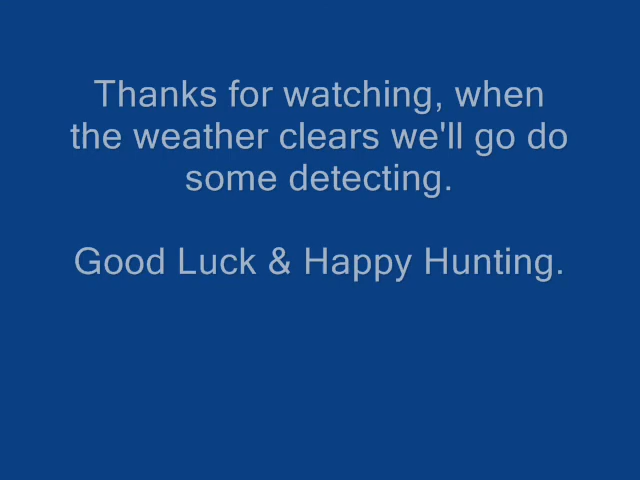 Thanks for watching, when
the weather clears we'll go do
some detecting.
Good Luck & Happy Hunting.